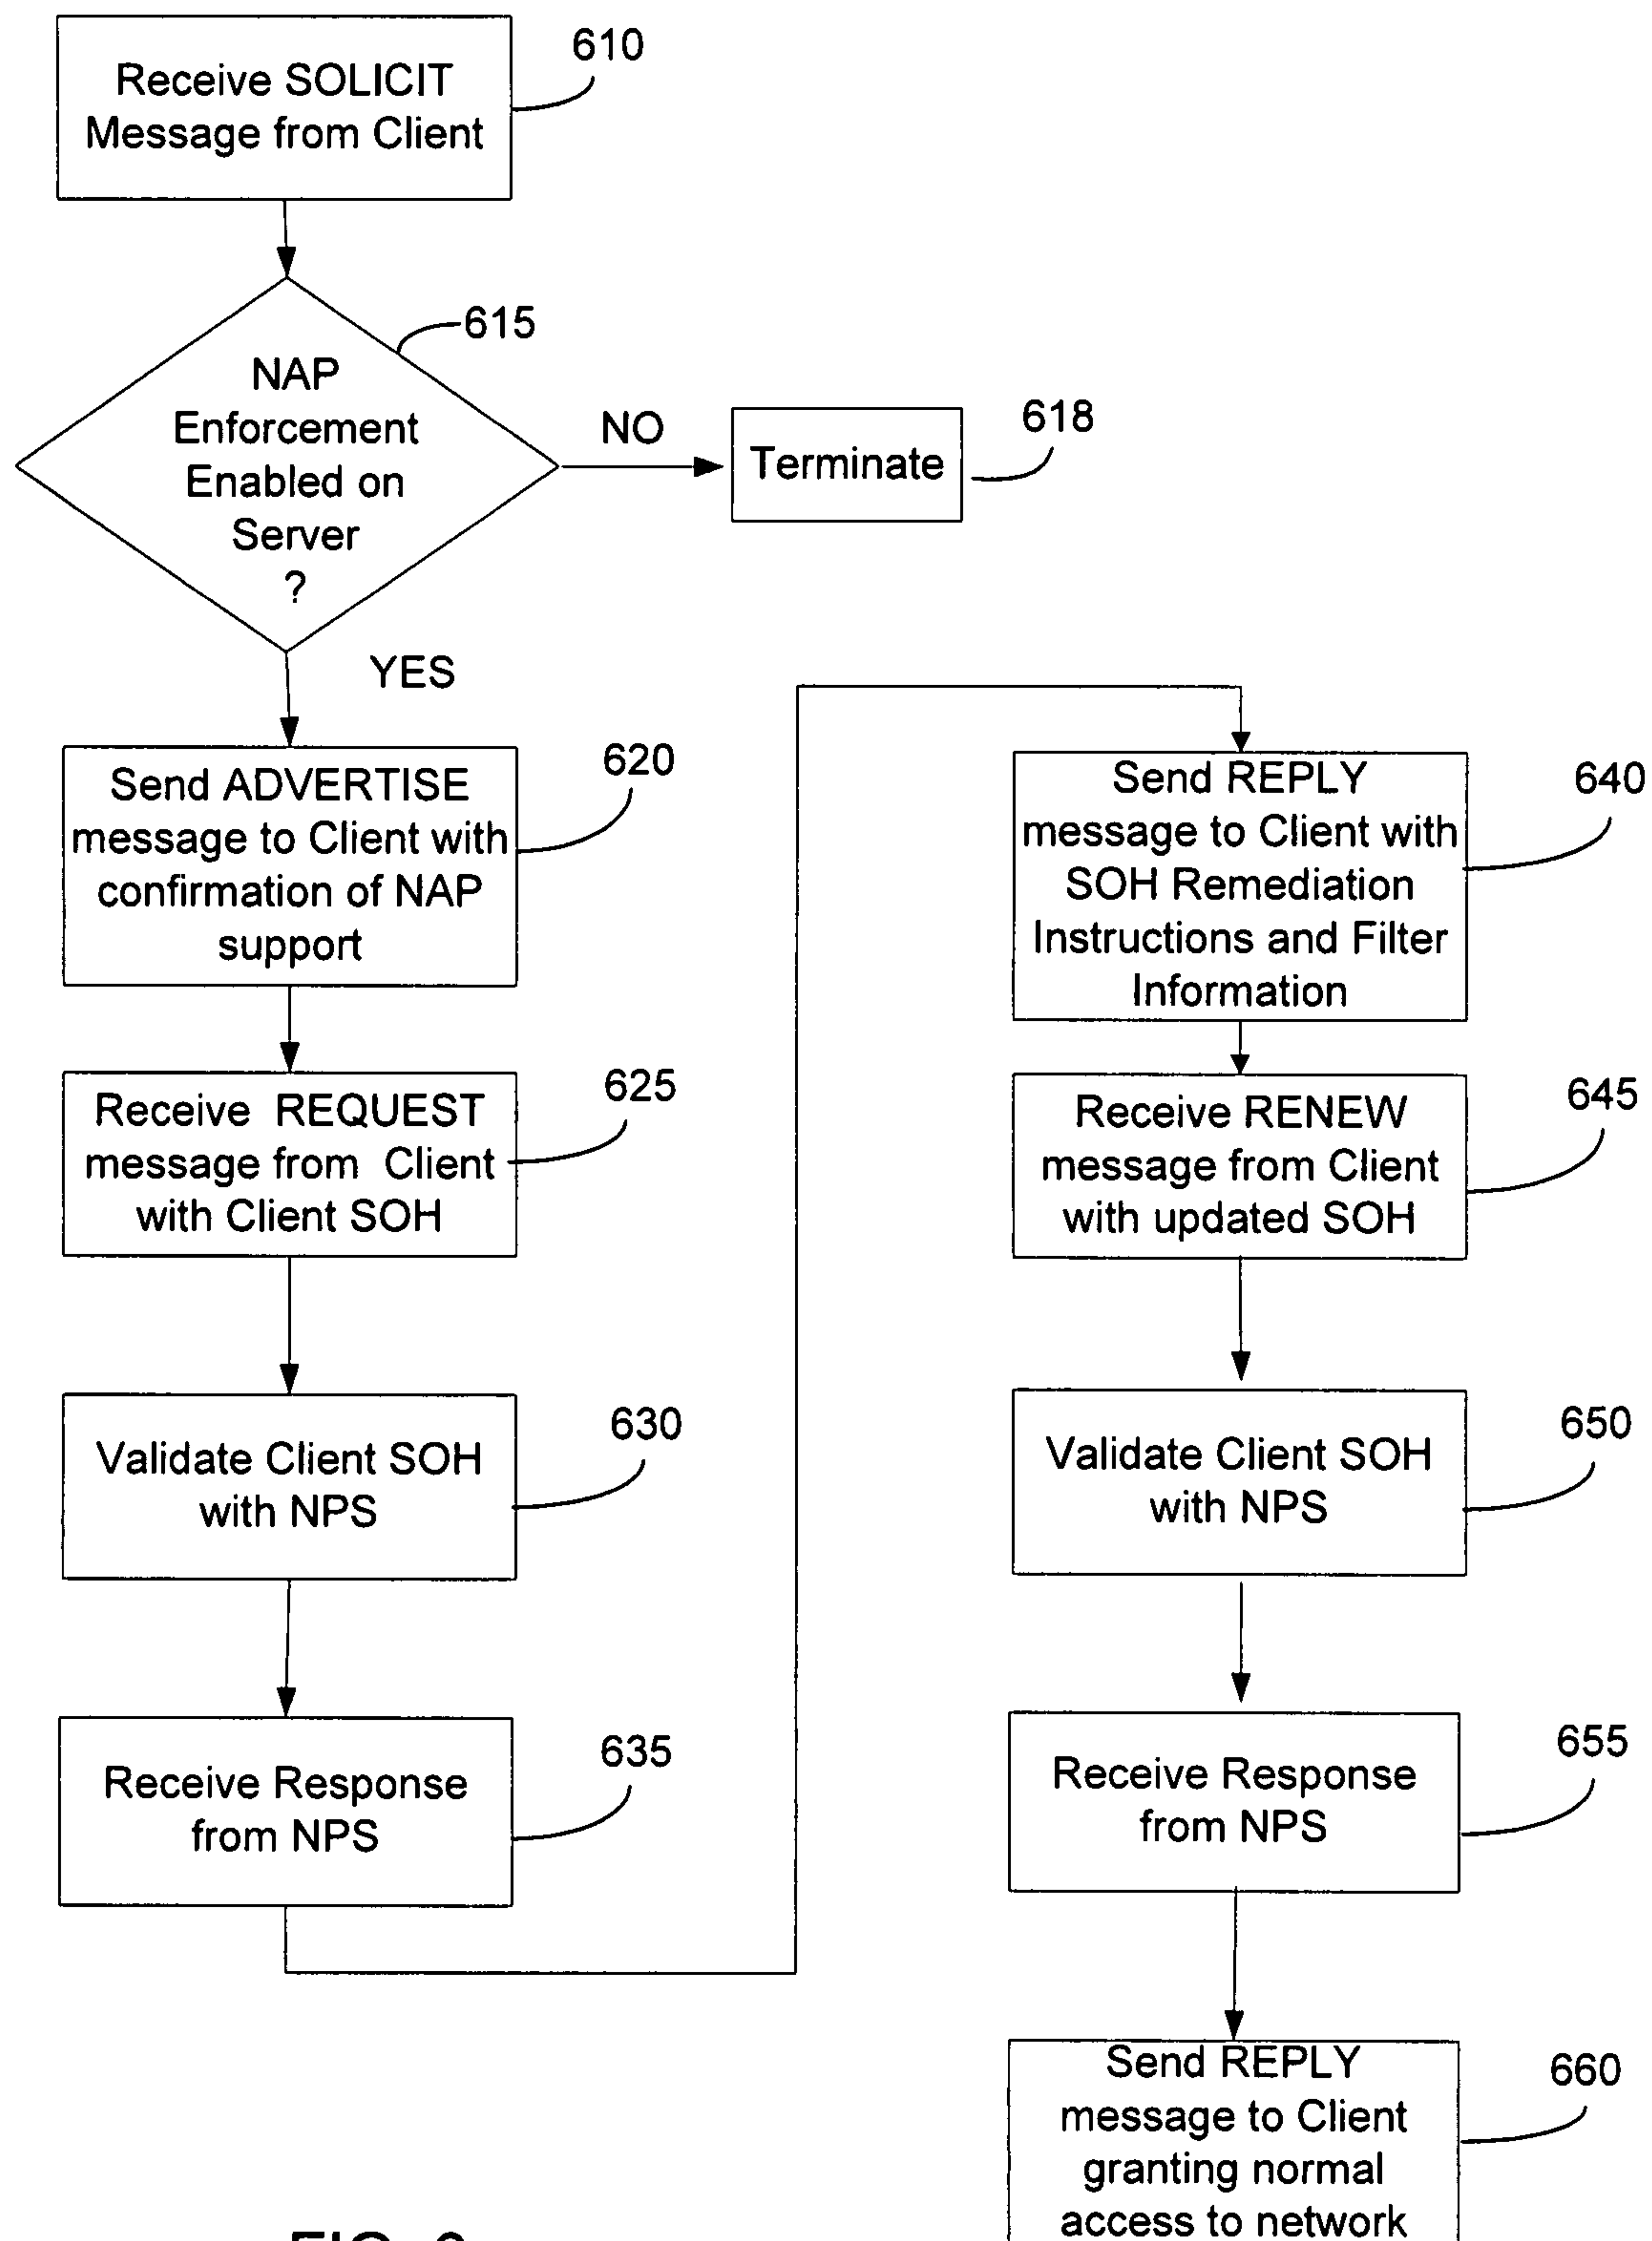 Receive SOLICIT
Message from Client
610
NAP
Enforcement
Enabled on
Server
?
615
NO
Terminate
618
YES
Send ADVERTISE
message to Client with
confirmation of NAP
support
620
Receive REQUEST
message from Client
with Client SOH
625
Validate Client SOH
with NPS
630
Receive Response
from NPS
635
Send REPLY
message to Client with
SOH Remediation
Instructions and Filter
Information
640
Receive RENEW
message from Client
with updated SOH
645
Validate Client SOH
with NPS
650
Receive Response
from NPS
655
Send REPLY
message to Client
granting normal
access to network
660